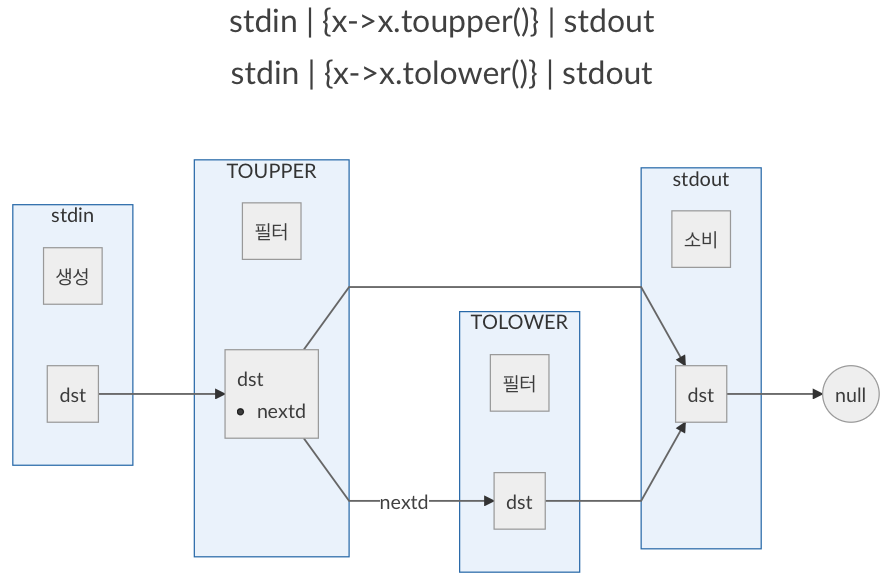 stdin | {x->x.toupper()} | stdout
stdin | {x->x.tolower()} | stdout
stdin
생성
dst
TOUPPER
필터
dst
• nextd
nextd
TOLOWER
필터
dst
stdout
소비
dst
null